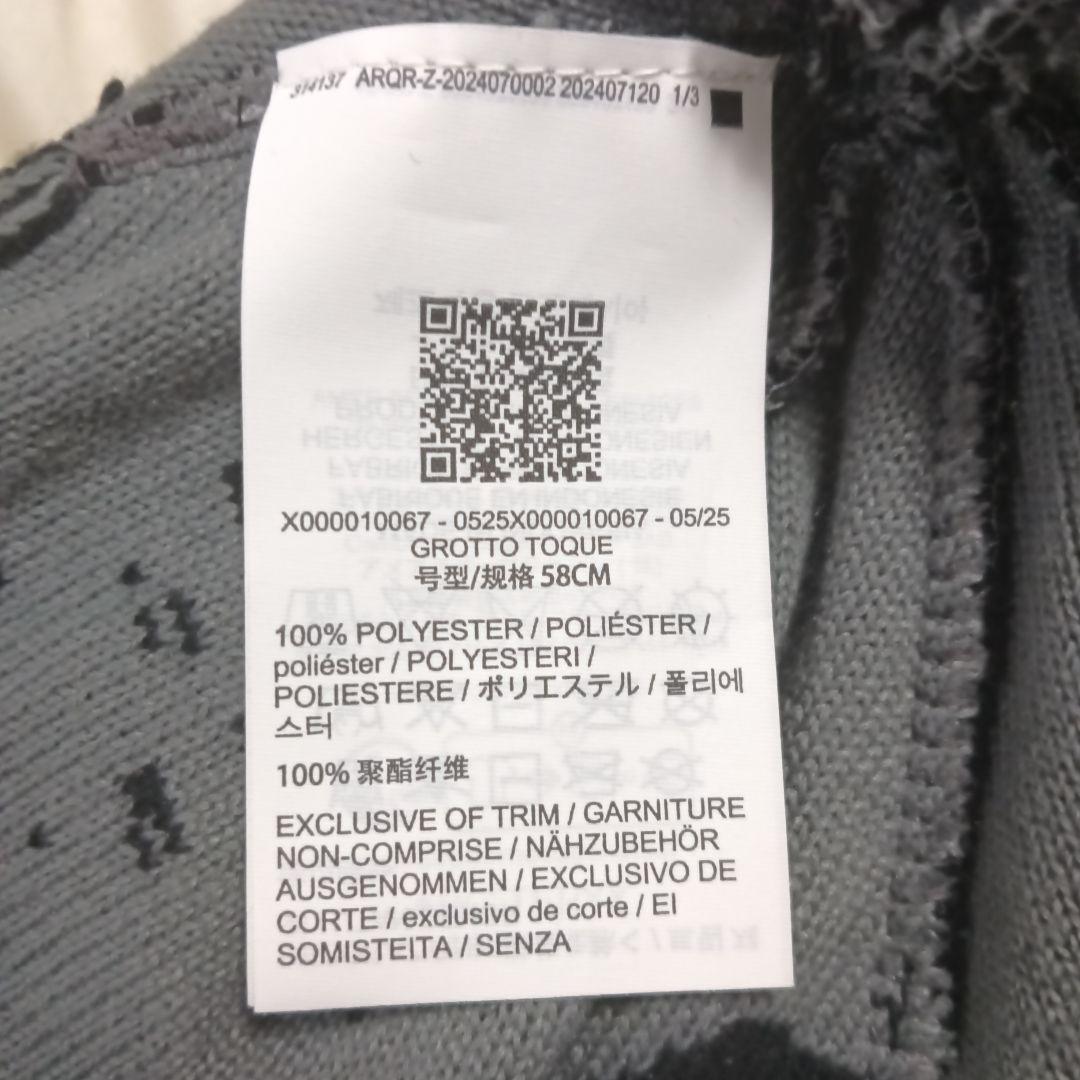 314137 ARQR-Z-2024070002 202407120 1/3
X000010067 - 0525X000010067 - 05/25
GROTTO TOQUE
号型/规格 58CM
100% POLYESTER / POLIÉSTER /
poliéster / POLYESTERI /
POLIESTERE / ポリエステル / 폴리에
스터
100% 聚酯纤维
EXCLUSIVE OF TRIM / GARNITURE
NON-COMPRISE / NÄHZUBEHÖR
AUSGENOMMEN / EXCLUSIVO DE
CORTE / exclusivo de corte / EI
SOMISTEITA / SENZA